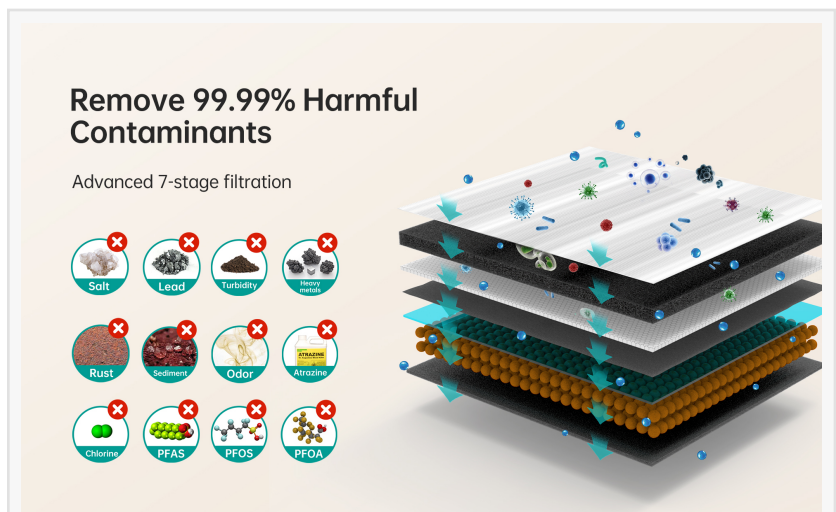 Remove 99.99% Harmful
Contaminants
Advanced 7-stage filtration
Salt
Lead
Turbidity
Heavy
metals
Rust
Sediment
Odor
ATRAZINE
Atrazine
Chlorine
PFAS
PFOS
PFOA